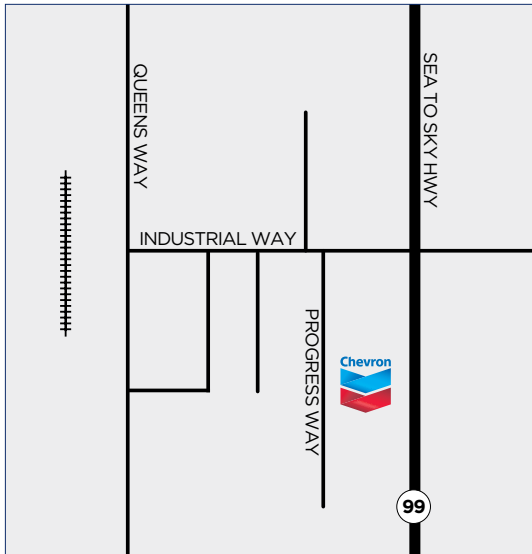 QUEENS WAY
SEA TO SKY HWY
INDUSTRIAL WAY
PROGRESS WAY
Chevron
99